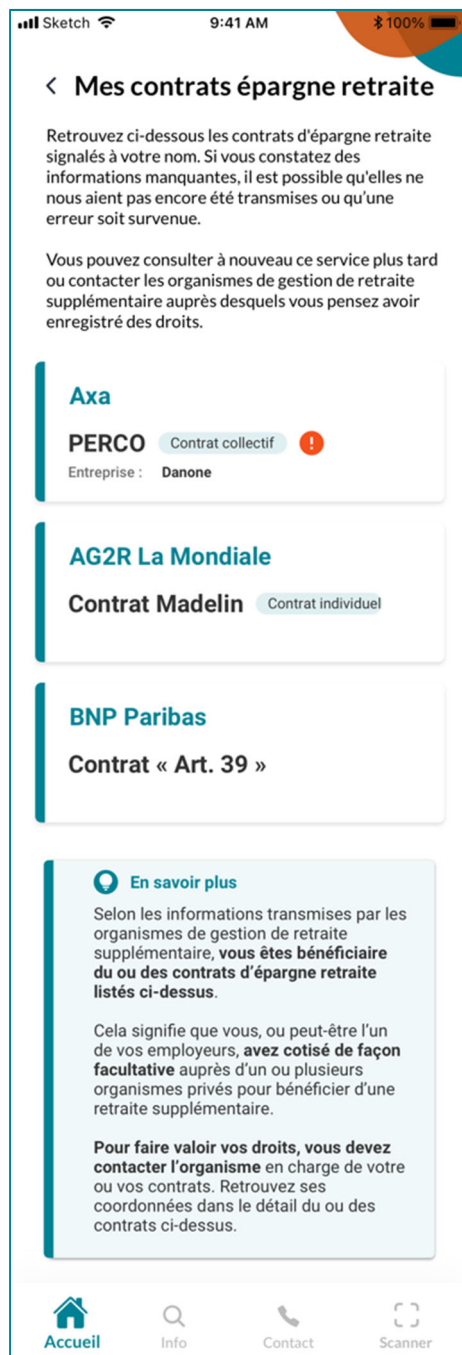 Sketch 9:41 AM 100%
< Mes contrats épargne retraite
Retrouvez ci-dessous les contrats d'épargne retraite
signalés à votre nom. Si vous constatez des
informations manquantes, il est possible qu'elles ne
nous aient pas encore été transmises ou qu'une
erreur soit survenue.
Vous pouvez consulter à nouveau ce service plus tard
ou contacter les organismes de gestion de retraite
supplémentaire auprès desquels vous pensez avoir
enregistré des droits.
Axa
PERCO Contrat collectif !
Entreprise : Danone
AG2R La Mondiale
Contrat Madelin Contrat individuel
BNP Paribas
Contrat « Art. 39 »
En savoir plus
Selon les informations transmises par les
organismes de gestion de retraite
supplémentaire, vous êtes bénéficiaire
du ou des contrats d'épargne retraite
listés ci-dessus.
Cela signifie que vous, ou peut-être l'un
de vos employeurs, avez cotisé de façon
facultative auprès d'un ou plusieurs
organismes privés pour bénéficier d'une
retraite supplémentaire.
Pour faire valoir vos droits, vous devez
contacter l'organisme en charge de votre
ou vos contrats. Retrouvez ses
coordonnées dans le détail du ou des
contrats ci-dessus.
Accueil Info Contact Scanner